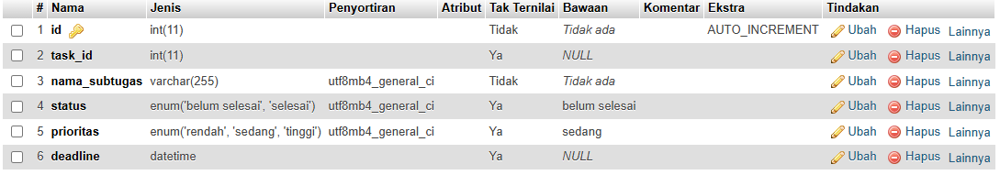 # Nama Jenis Penyortiran Atribut Tak Ternilai Bawaan Komentar Ekstra Tindakan
1 id int(11) Tidak Tidak ada AUTO_INCREMENT Ubah Hapus Lainnya
2 task_id int(11) Ya NULL Ubah Hapus Lainnya
3 nama_subtugas varchar(255) utf8mb4_general_ci Tidak Tidak ada Ubah Hapus Lainnya
4 status enum('belum selesai', 'selesai') utf8mb4_general_ci Ya belum selesai Ubah Hapus Lainnya
5 prioritas enum('rendah', 'sedang', 'tinggi') utf8mb4_general_ci Ya sedang Ubah Hapus Lainnya
6 deadline datetime Ya NULL Ubah Hapus Lainnya